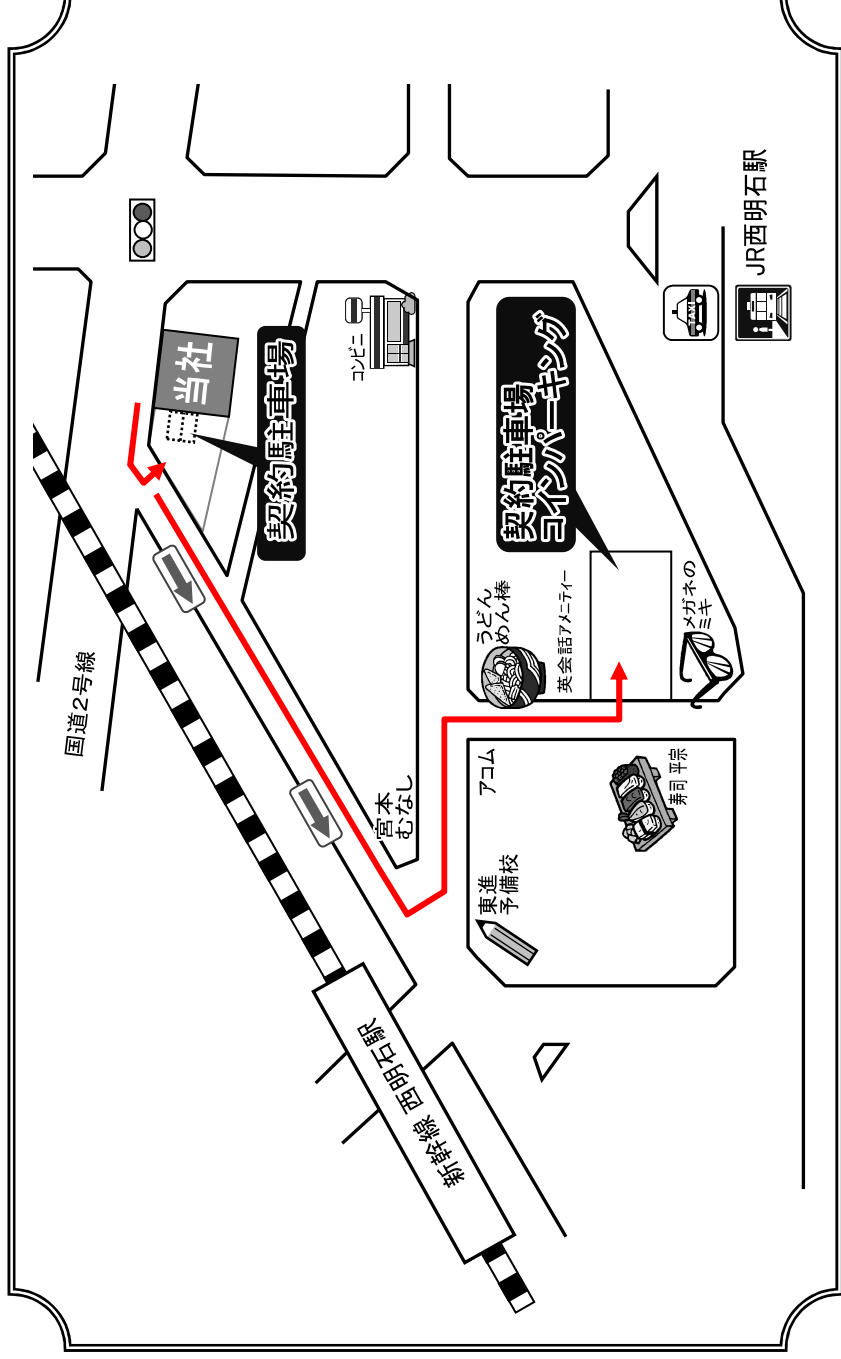 国道2号線
当社
契約駐車場
コンビニ
契約駐車場
コインパーキング
TAXI
JR西明石駅
うどん
めん棒
英会話アメニティー
メガネの
ミキ
宮本
むなし
アコム
東進
予備校
寿司 平宗
新幹線 西明石駅